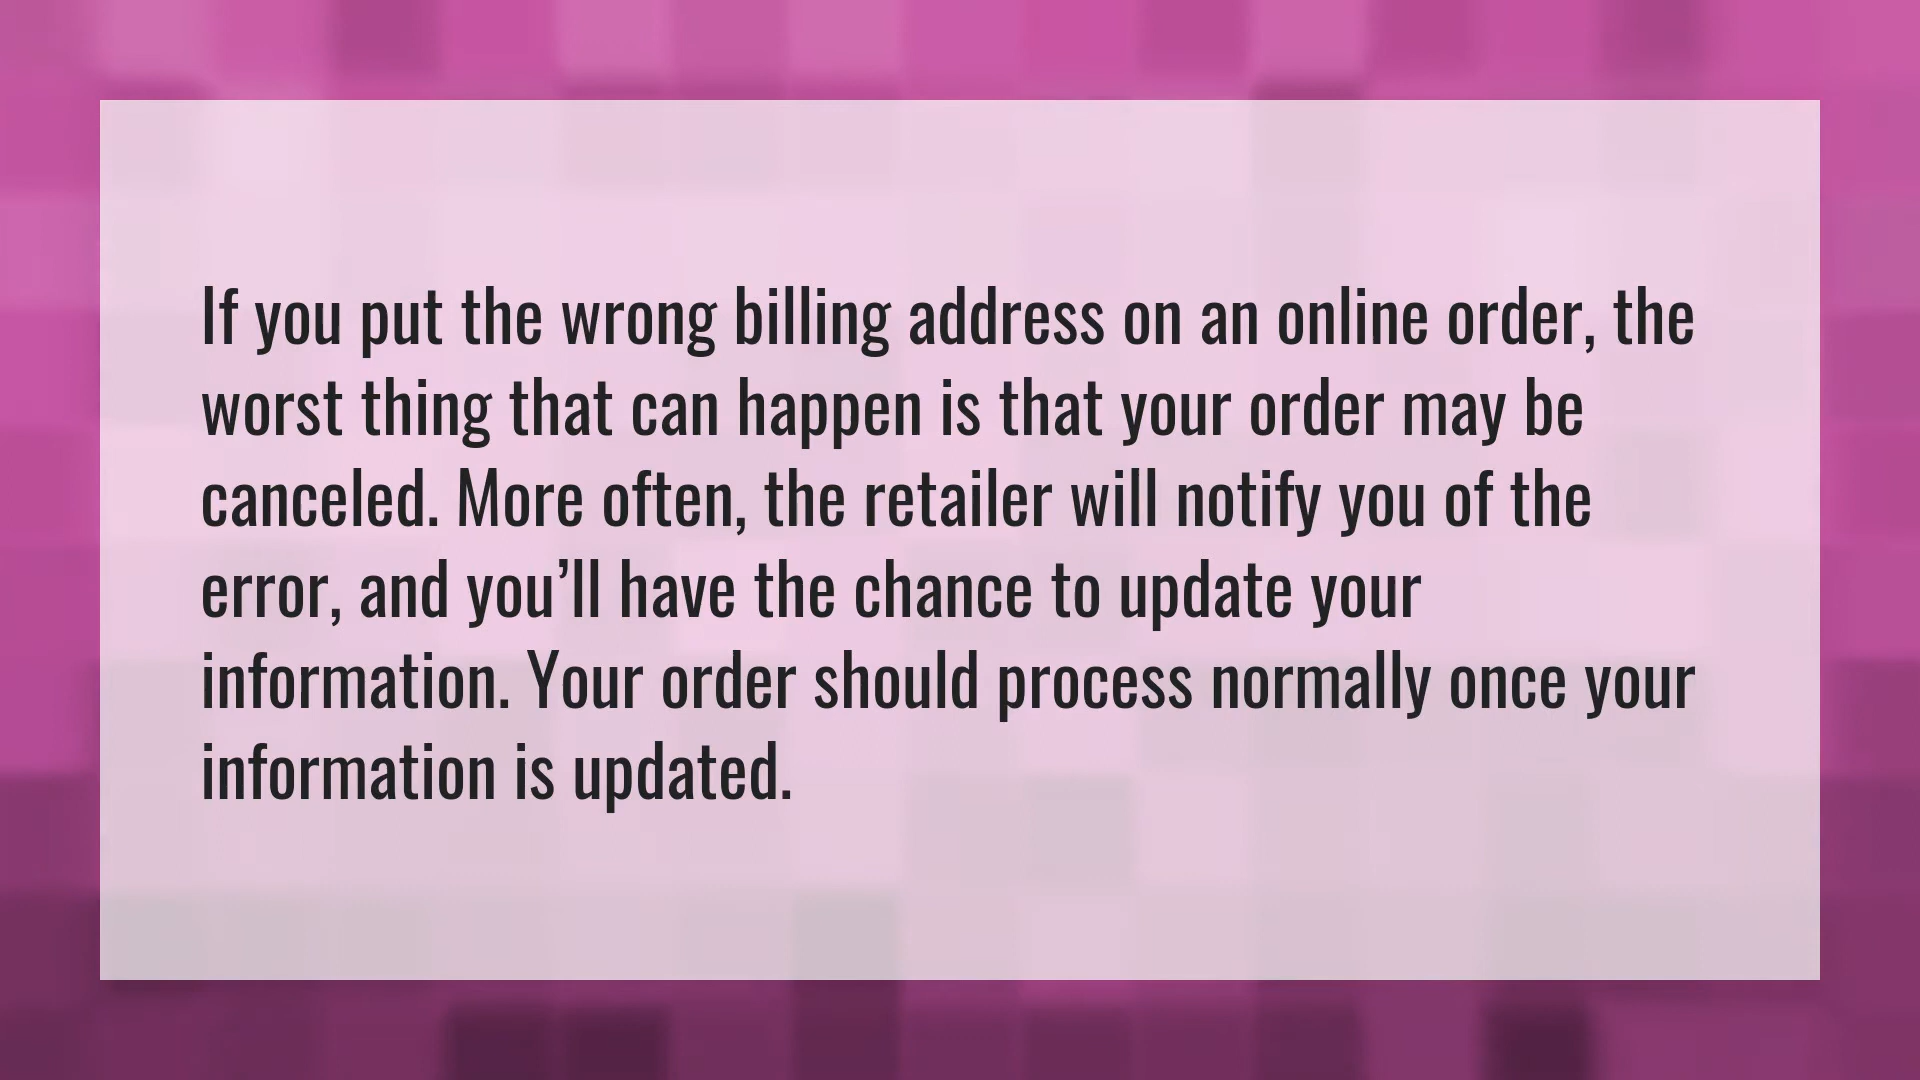 If you put the wrong billing address on an online order, the
worst thing that can happen is that your order may be
canceled. More often, the retailer will notify you of the
error, and you’ll have the chance to update your
information. Your order should process normally once your
information is updated.